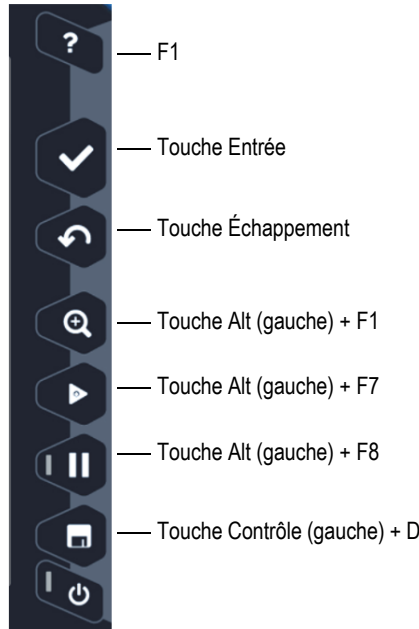 ?
F1
Touche Entrée
Touche Échappement
Touche Alt (gauche) + F1
Touche Alt (gauche) + F7
Touche Alt (gauche) + F8
Touche Contrôle (gauche) + D